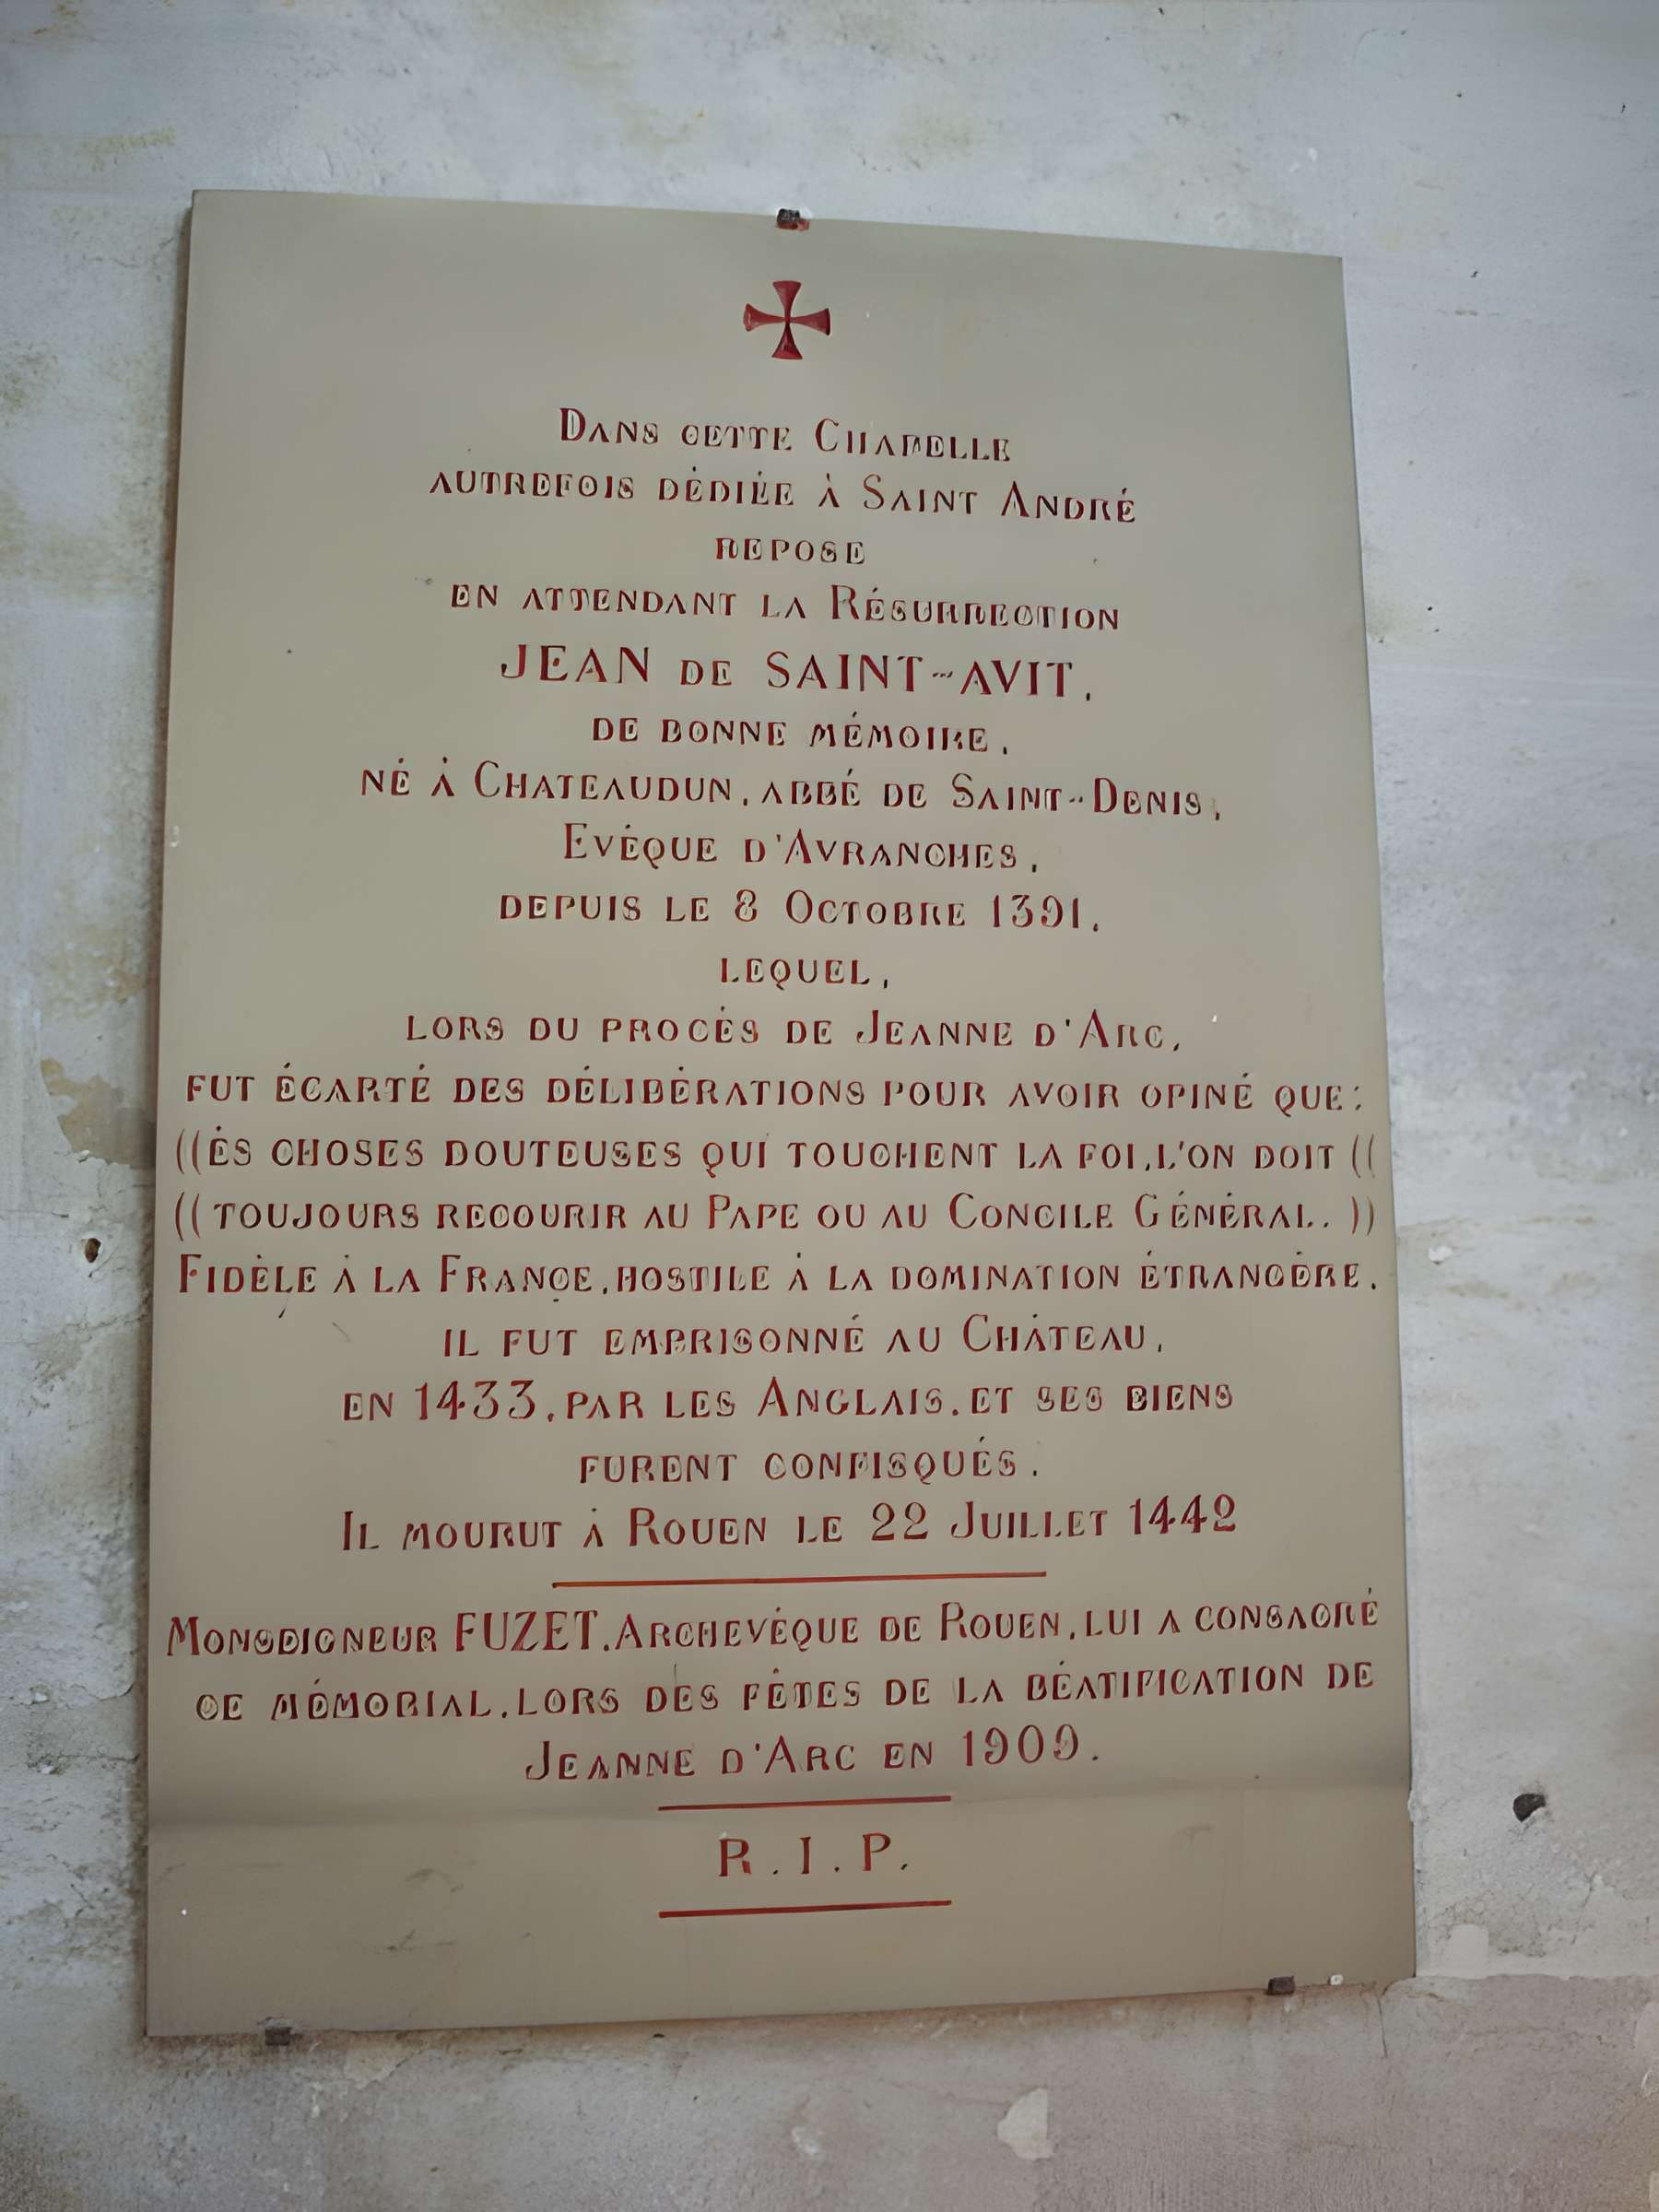 Dans cette Chapelle
autrefois dédiée à Saint André
repose
en attendant la Résurrection
JEAN de SAINT-AVIT,
de bonne mémoire,
né à Chateaudun, abbé de Saint-Denis,
Evêque d'Avranches,
depuis le 8 Octobre 1391,
lequel,
lors du procès de Jeanne d'Arc,
fut écarté des délibérations pour avoir opiné que:
((ès choses douteuses qui touchent la foi, l'on doit ((
((toujours recourir au Pape ou au Concile Général. ))
Fidèle à la France, hostile à la domination étrangère,
il fut emprisonné au Château,
en 1433, par les Anglais, et ses biens
furent confisqués.
Il mourut à Rouen le 22 Juillet 1442
Monseigneur FUZET, Archevêque de Rouen, lui a consacré
ce mémorial, lors des fêtes de la béatification de
Jeanne d'Arc en 1909.
R.I.P.